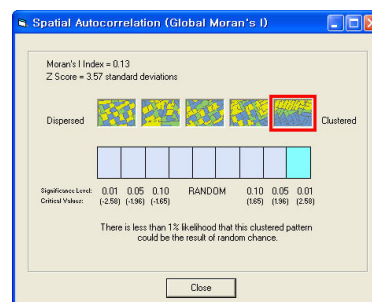 Spatial Autocorrelation (Global Moran's I)
Moran's I Index = 0.13
Z Score = 3.57 standard deviations
Dispersed Clustered
Significance Level: 0.01 0.05 0.10 RANDOM 0.10 0.05 0.01
Critical Values: (-2.58) (-1.96) (-1.65) (1.65) (1.96) (2.58)
There is less than 1% likelihood that this clustered pattern
could be the result of random chance.
Close